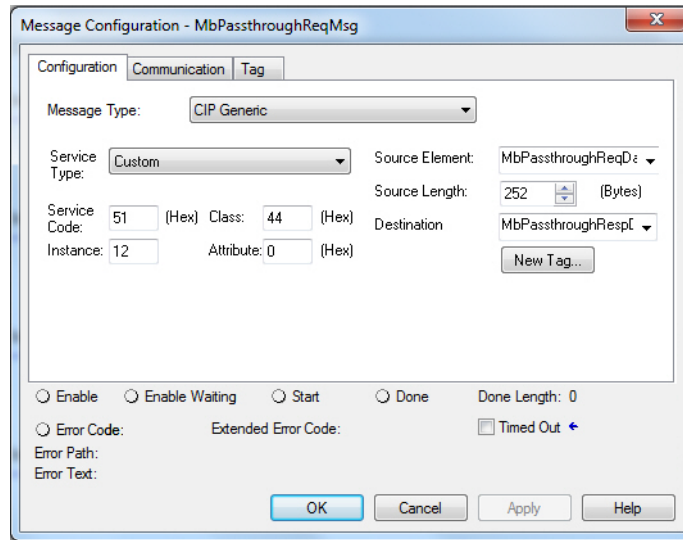 Message Configuration - MbPassthroughReqMsg
Configuration Communication Tag
Message Type: CIP Generic
Service Type: Custom
Source Element: MbPassthroughReqDa
Source Length: 252 (Bytes)
Service Code: 51 (Hex) Class: 44 (Hex)
Destination MbPassthroughRespD
Instance: 12 Attribute: 0 (Hex)
New Tag...
Enable Enable Waiting Start Done Done Length: 0
Error Code: Extended Error Code: Timed Out
Error Path:
Error Text:
OK Cancel Apply Help